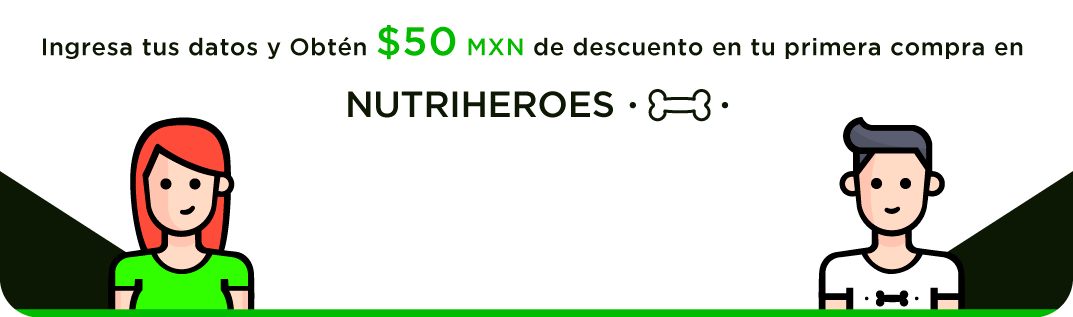 Ingresa tus datos y Obtén $50 MXN de descuento en tu primera compra en
NUTRIHEROES